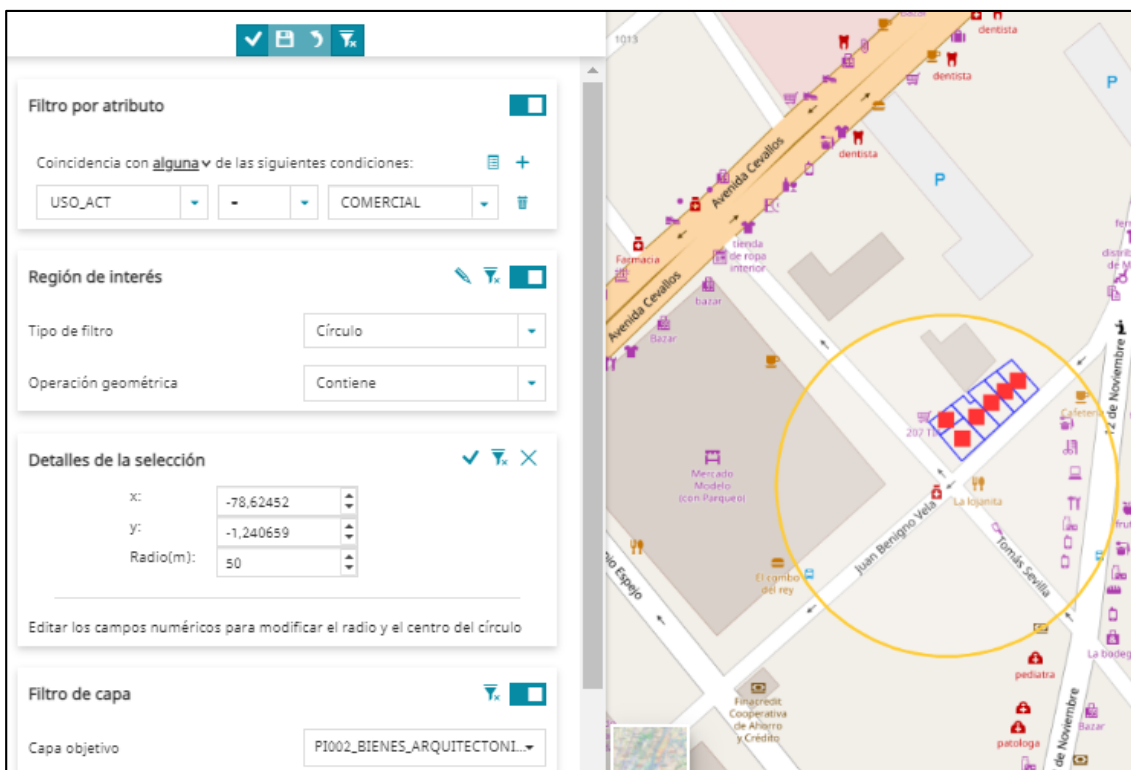 Filtro por atributo
Coincidencia con alguna de las siguientes condiciones:
USO_ACT
=
COMERCIAL
Región de interés
Tipo de filtro
Círculo
Operación geométrica
Contiene
Detalles de la selección
x:
-78,62452
y:
-1,240659
Radio(m):
50
Editar los campos numéricos para modificar el radio y el centro del círculo
Filtro de capa
Capa objetivo
PI002_BIENES_ARQUITECTONI...
1013
Bazar
dentista
dentista
P
dentista
Avenida Cevallos
P
Farmacia
tienda
de ropa
interior
Avenida Cevallos
bazar
Bazar
de M
12 de Noviembre
Cafetería
Mercado
Modelo
(con Parqueo)
La lojanita
Juan Benigno Vela
Tomás Sevilla
El combo
del rey
io Espejo
La bodeg
pediatra
Finacredit
Cooperativa
de Ahorro
y Crédito
de Noviembre
Bazar
patologa